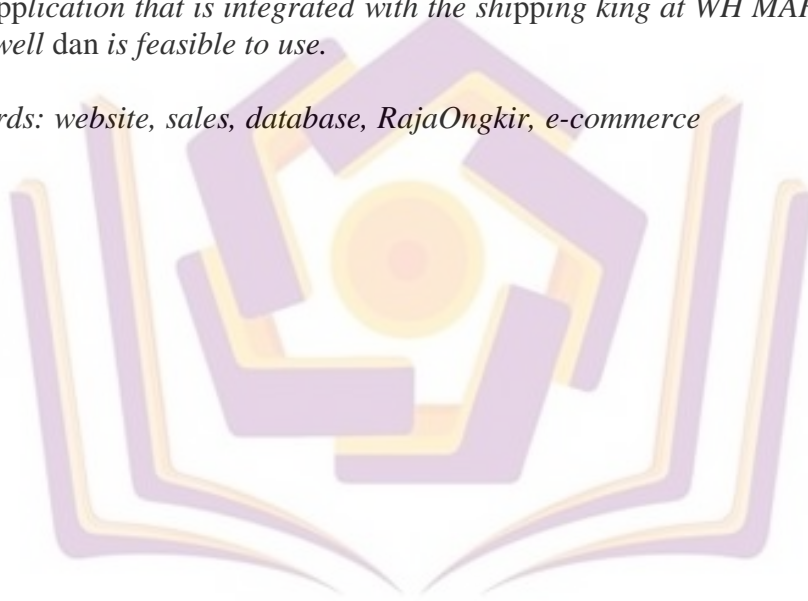 pplication that is integrated with the shipping king at WH MAR
well dan is feasible to use.
rds: website, sales, database, RajaOngkir, e-commerce